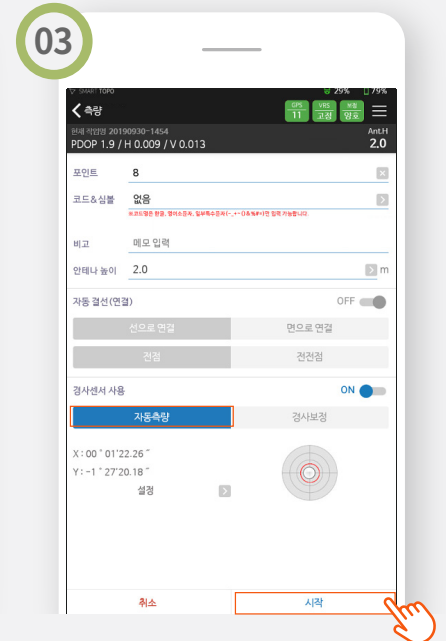 03
SMART TOPO 29% 79%
측량 GPS 11 VRS 고정 보정 양호
현재 작업명 20190930-1454 Ant.H
PDOP 1.9 / H 0.009 / V 0.013 2.0
포인트 8
코드&심볼 없음
비고 메모 입력
안테나 높이 2.0 m
자동 결선(연결) OFF
선으로 연결 면으로 연결
전점 전전점
경사센서 사용 ON
자동측량 경사보정
X : 00 ° 01'22.26 "
Y : -1 ° 27'20.18 "
설정
취소 시작